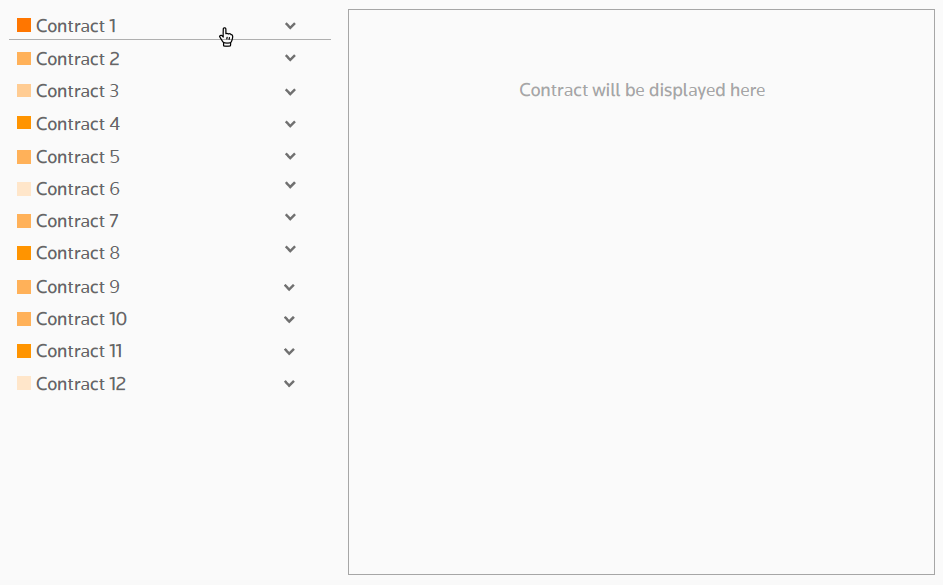 Contract 1
Contract 2
Contract 3
Contract 4
Contract 5
Contract 6
Contract 7
Contract 8
Contract 9
Contract 10
Contract 11
Contract 12
Contract will be displayed here